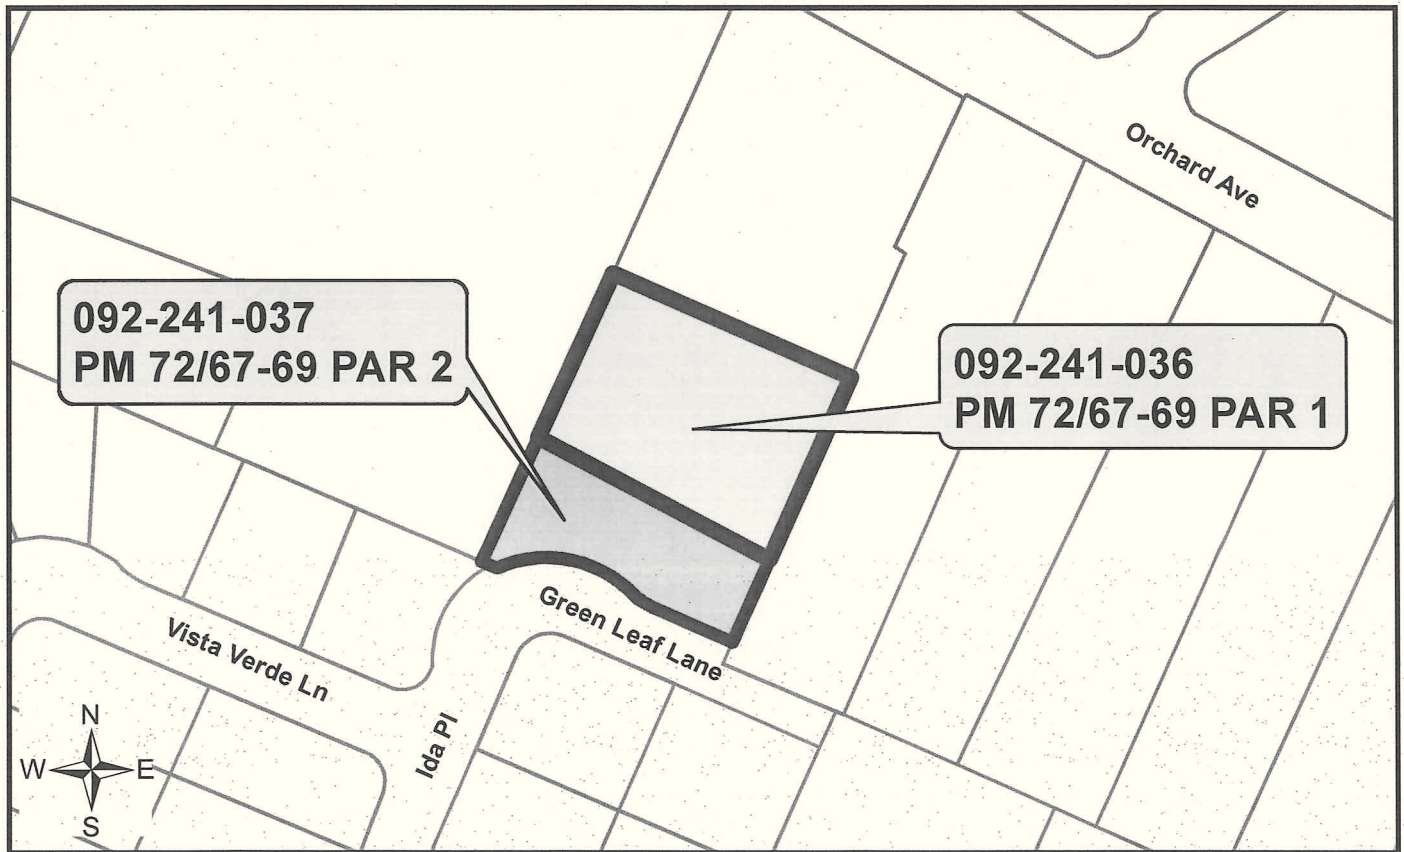 Orchard Ave
092-241-037
PM 72/67-69 PAR 2
092-241-036
PM 72/67-69 PAR 1
Green Leaf Lane
Vista Verde Ln
Ida Pl
N
W E
S